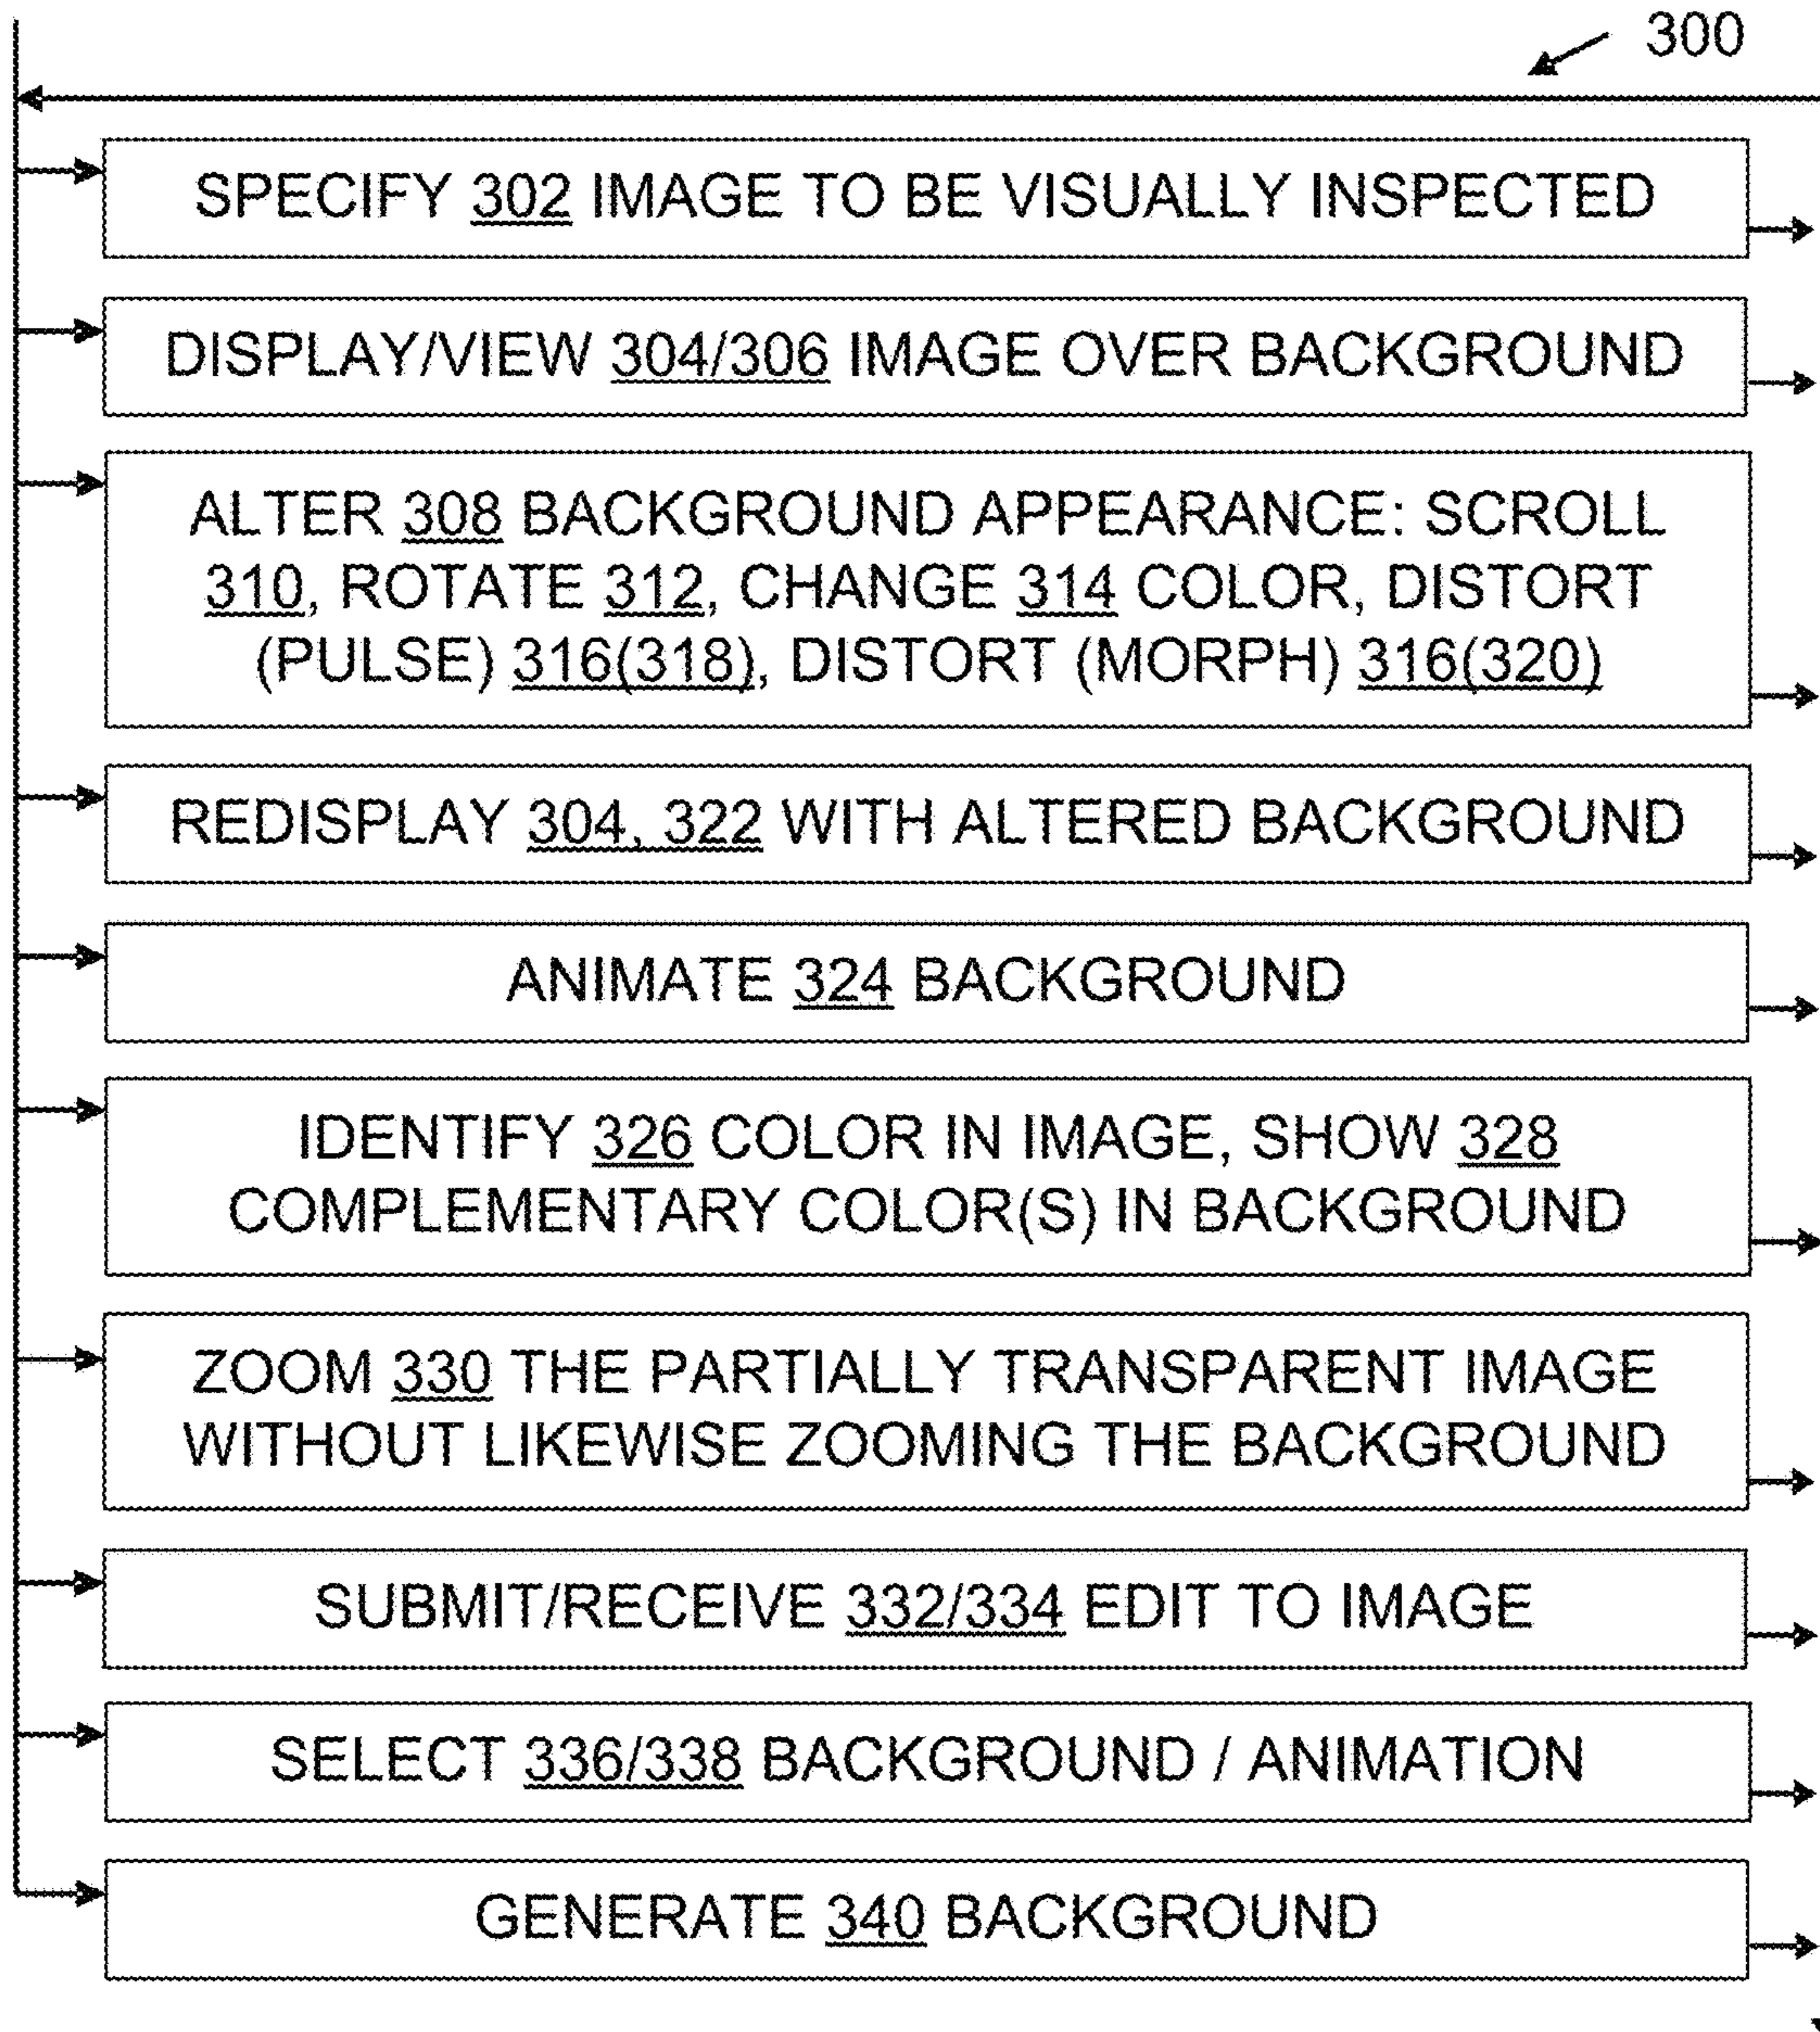 300
SPECIFY 302 IMAGE TO BE VISUALLY INSPECTED
DISPLAY/VIEW 304/306 IMAGE OVER BACKGROUND
ALTER 308 BACKGROUND APPEARANCE: SCROLL
310, ROTATE 312, CHANGE 314 COLOR, DISTORT
(PULSE) 316(318), DISTORT (MORPH) 316(320)
REDISPLAY 304, 322 WITH ALTERED BACKGROUND
ANIMATE 324 BACKGROUND
IDENTIFY 326 COLOR IN IMAGE, SHOW 328
COMPLEMENTARY COLOR(S) IN BACKGROUND
ZOOM 330 THE PARTIALLY TRANSPARENT IMAGE
WITHOUT LIKEWISE ZOOMING THE BACKGROUND
SUBMIT/RECEIVE 332/334 EDIT TO IMAGE
SELECT 336/338 BACKGROUND / ANIMATION
GENERATE 340 BACKGROUND